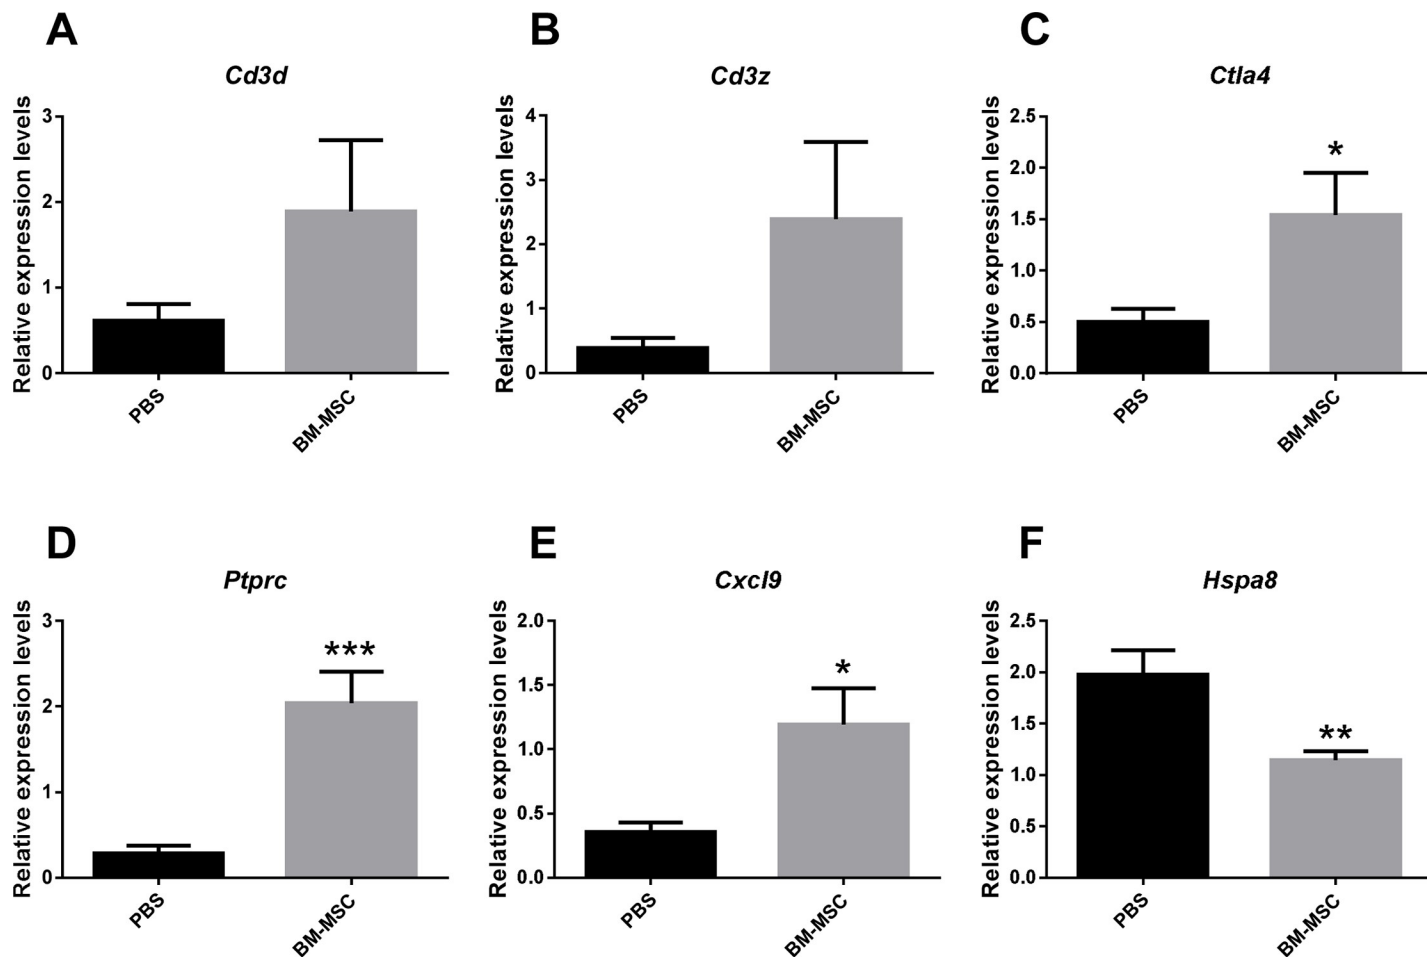 A
Cd3d
Relative expression levels
3
2
1
0
PBS
BM-MSC
B
Cd3z
Relative expression levels
4
3
2
1
0
PBS
BM-MSC
C
Ctla4
Relative expression levels
2.5
2.0
1.5
1.0
0.5
0.0
*
PBS
BM-MSC
D
Ptprc
Relative expression levels
3
2
1
0
***
PBS
BM-MSC
E
Cxcl9
Relative expression levels
2.0
1.5
1.0
0.5
0.0
*
PBS
BM-MSC
F
Hspa8
Relative expression levels
2.5
2.0
1.5
1.0
0.5
0.0
**
PBS
BM-MSC